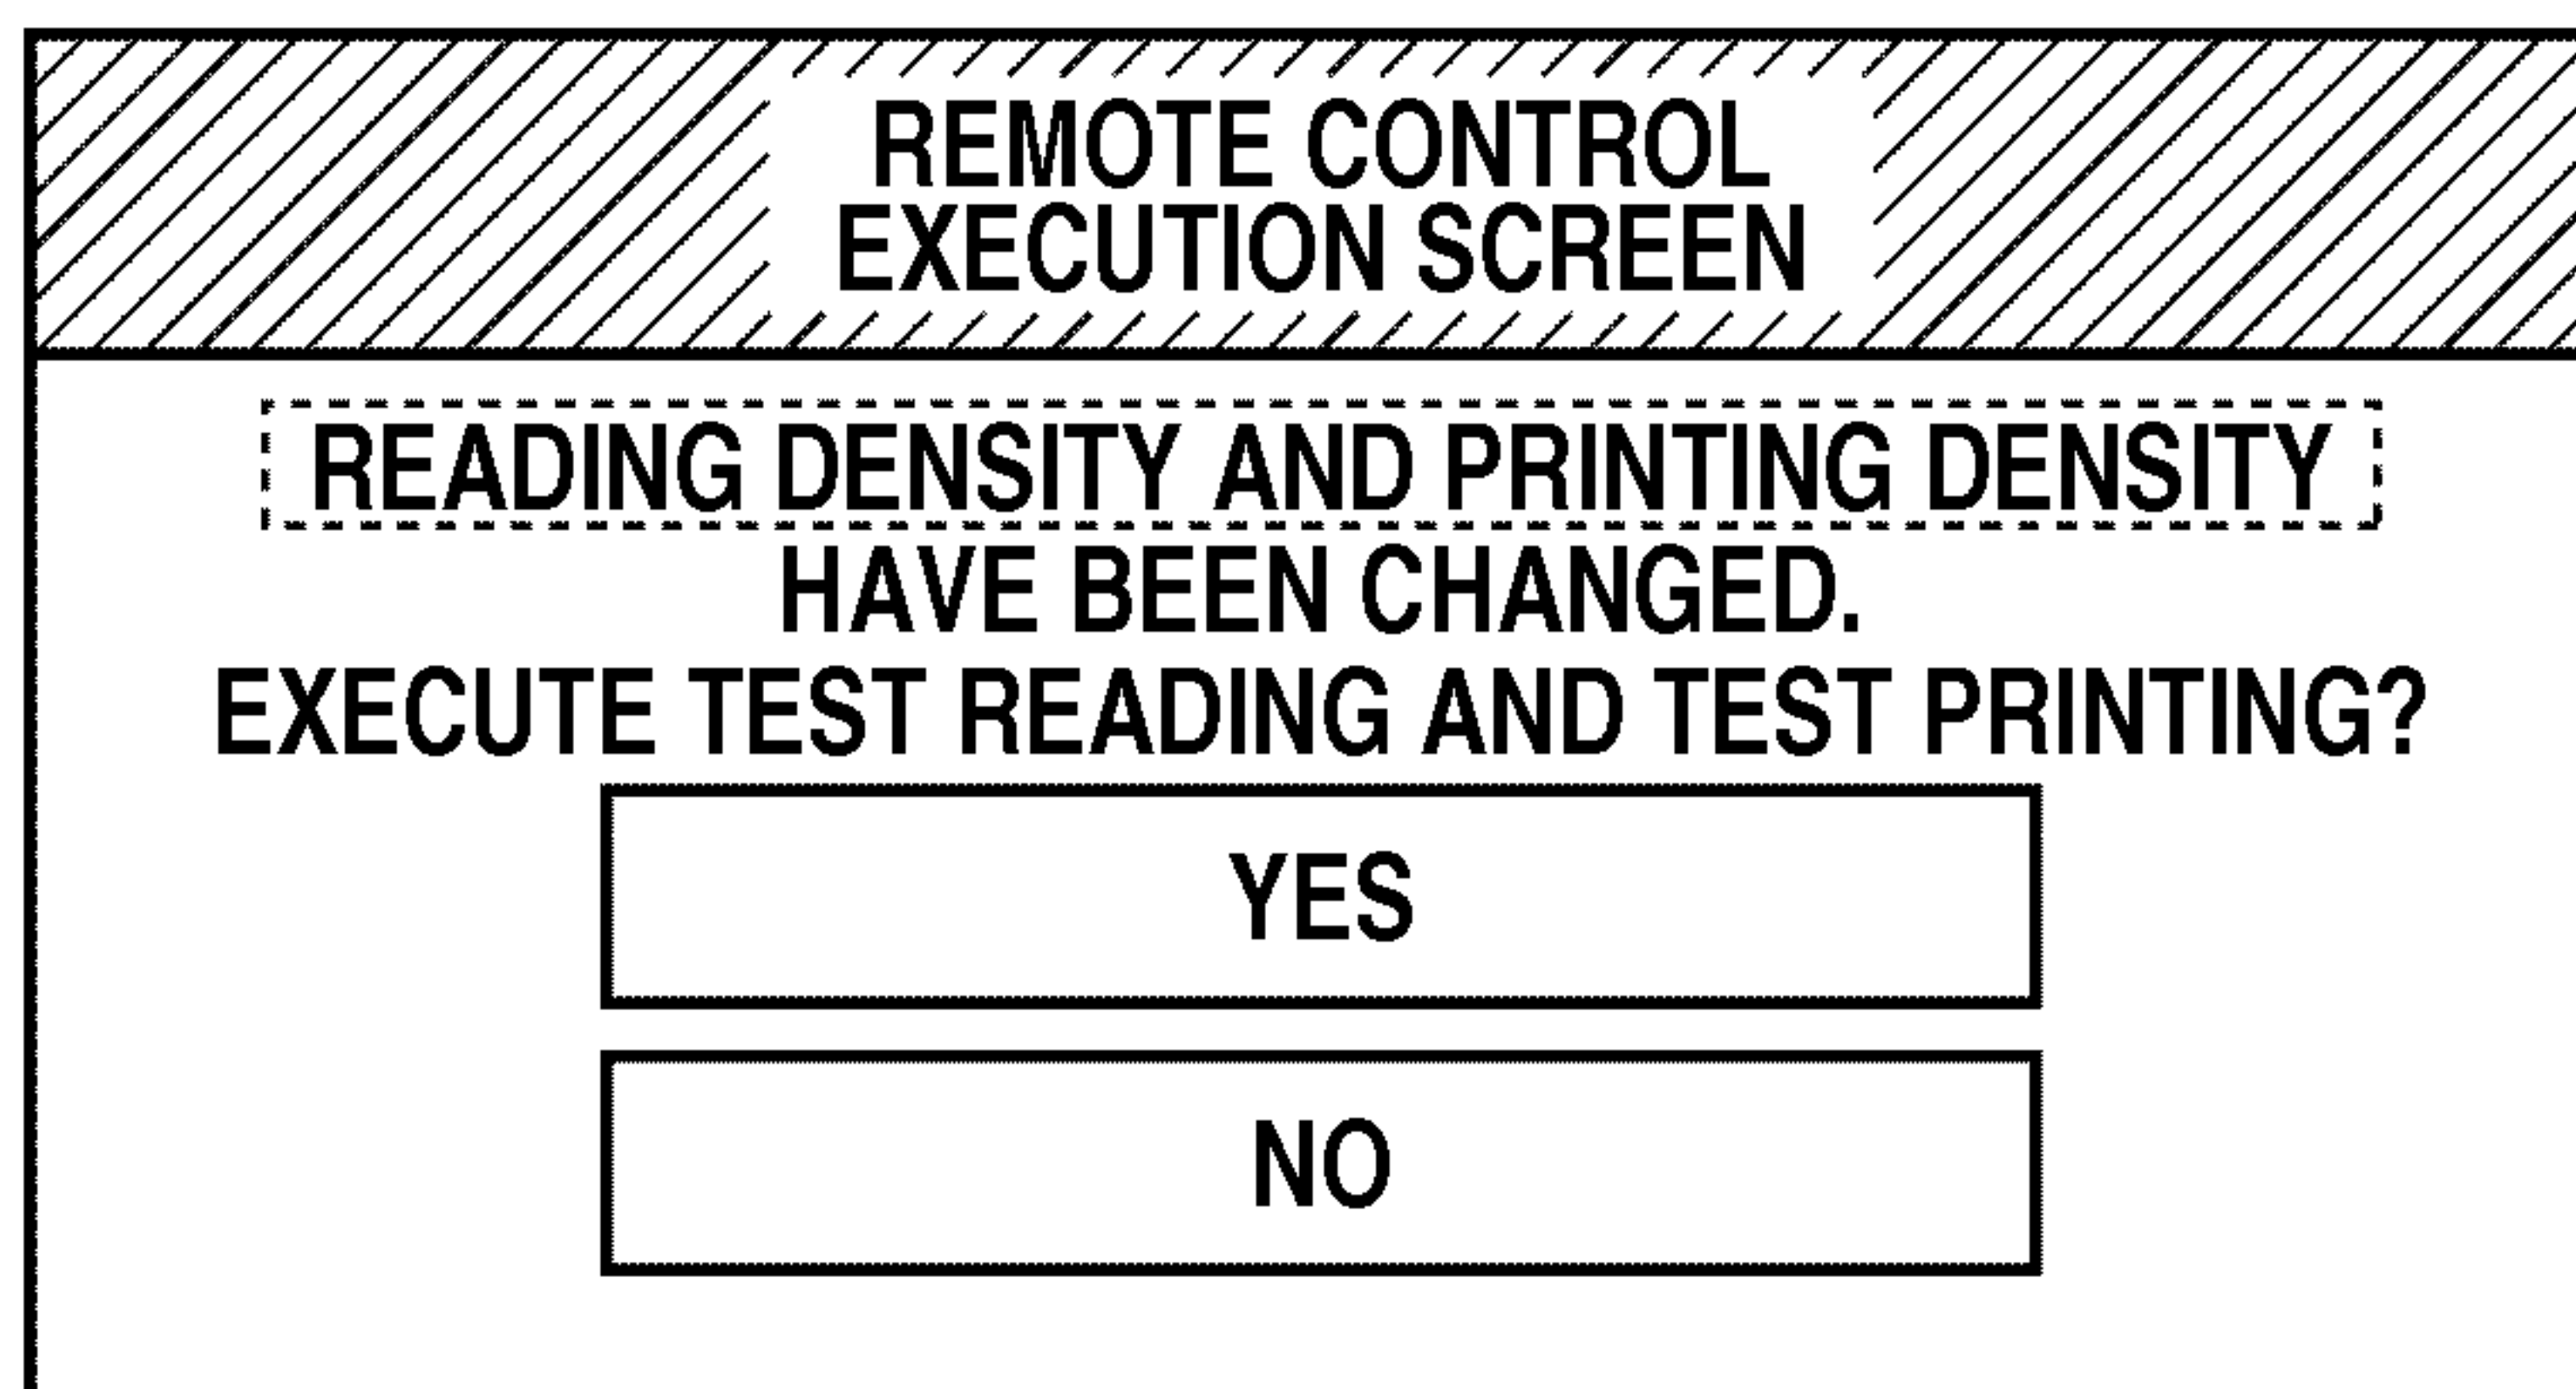 REMOTE CONTROL
EXECUTION SCREEN
READING DENSITY AND PRINTING DENSITY
HAVE BEEN CHANGED.
EXECUTE TEST READING AND TEST PRINTING?
YES
NO